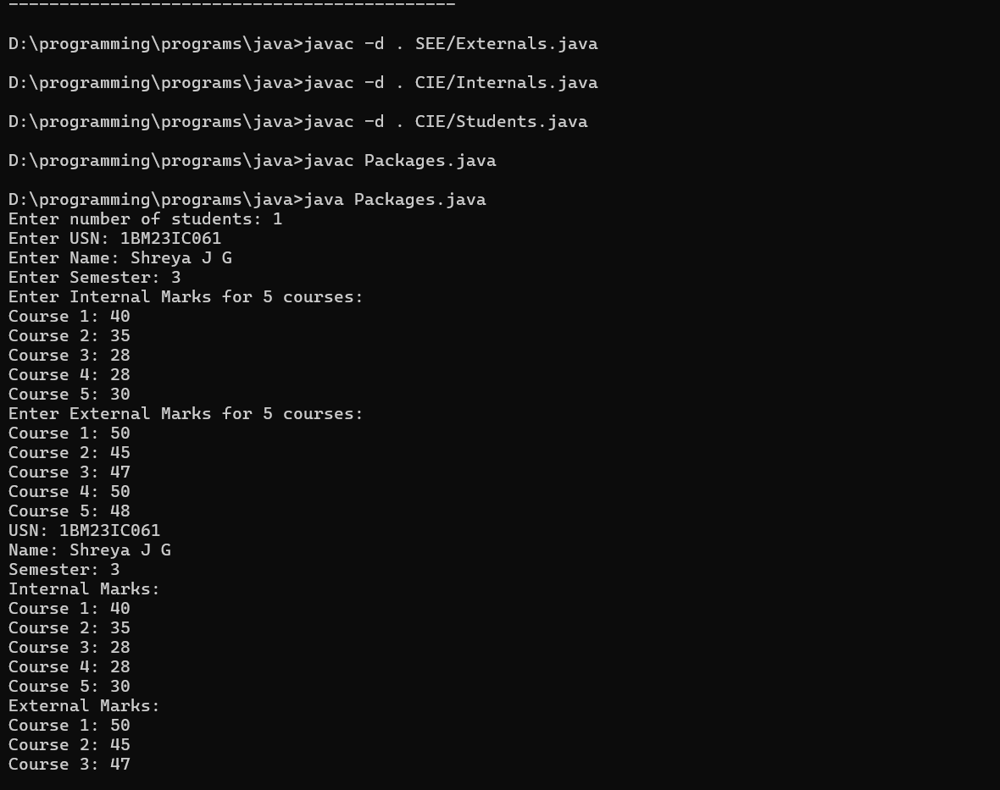 --------------------------------------------
D:\programming\programs\java>javac -d . SEE/Externals.java
D:\programming\programs\java>javac -d . CIE/Internals.java
D:\programming\programs\java>javac -d . CIE/Students.java
D:\programming\programs\java>javac Packages.java
D:\programming\programs\java>java Packages.java
Enter number of students: 1
Enter USN: 1BM23IC061
Enter Name: Shreya J G
Enter Semester: 3
Enter Internal Marks for 5 courses:
Course 1: 40
Course 2: 35
Course 3: 28
Course 4: 28
Course 5: 30
Enter External Marks for 5 courses:
Course 1: 50
Course 2: 45
Course 3: 47
Course 4: 50
Course 5: 48
USN: 1BM23IC061
Name: Shreya J G
Semester: 3
Internal Marks:
Course 1: 40
Course 2: 35
Course 3: 28
Course 4: 28
Course 5: 30
External Marks:
Course 1: 50
Course 2: 45
Course 3: 47